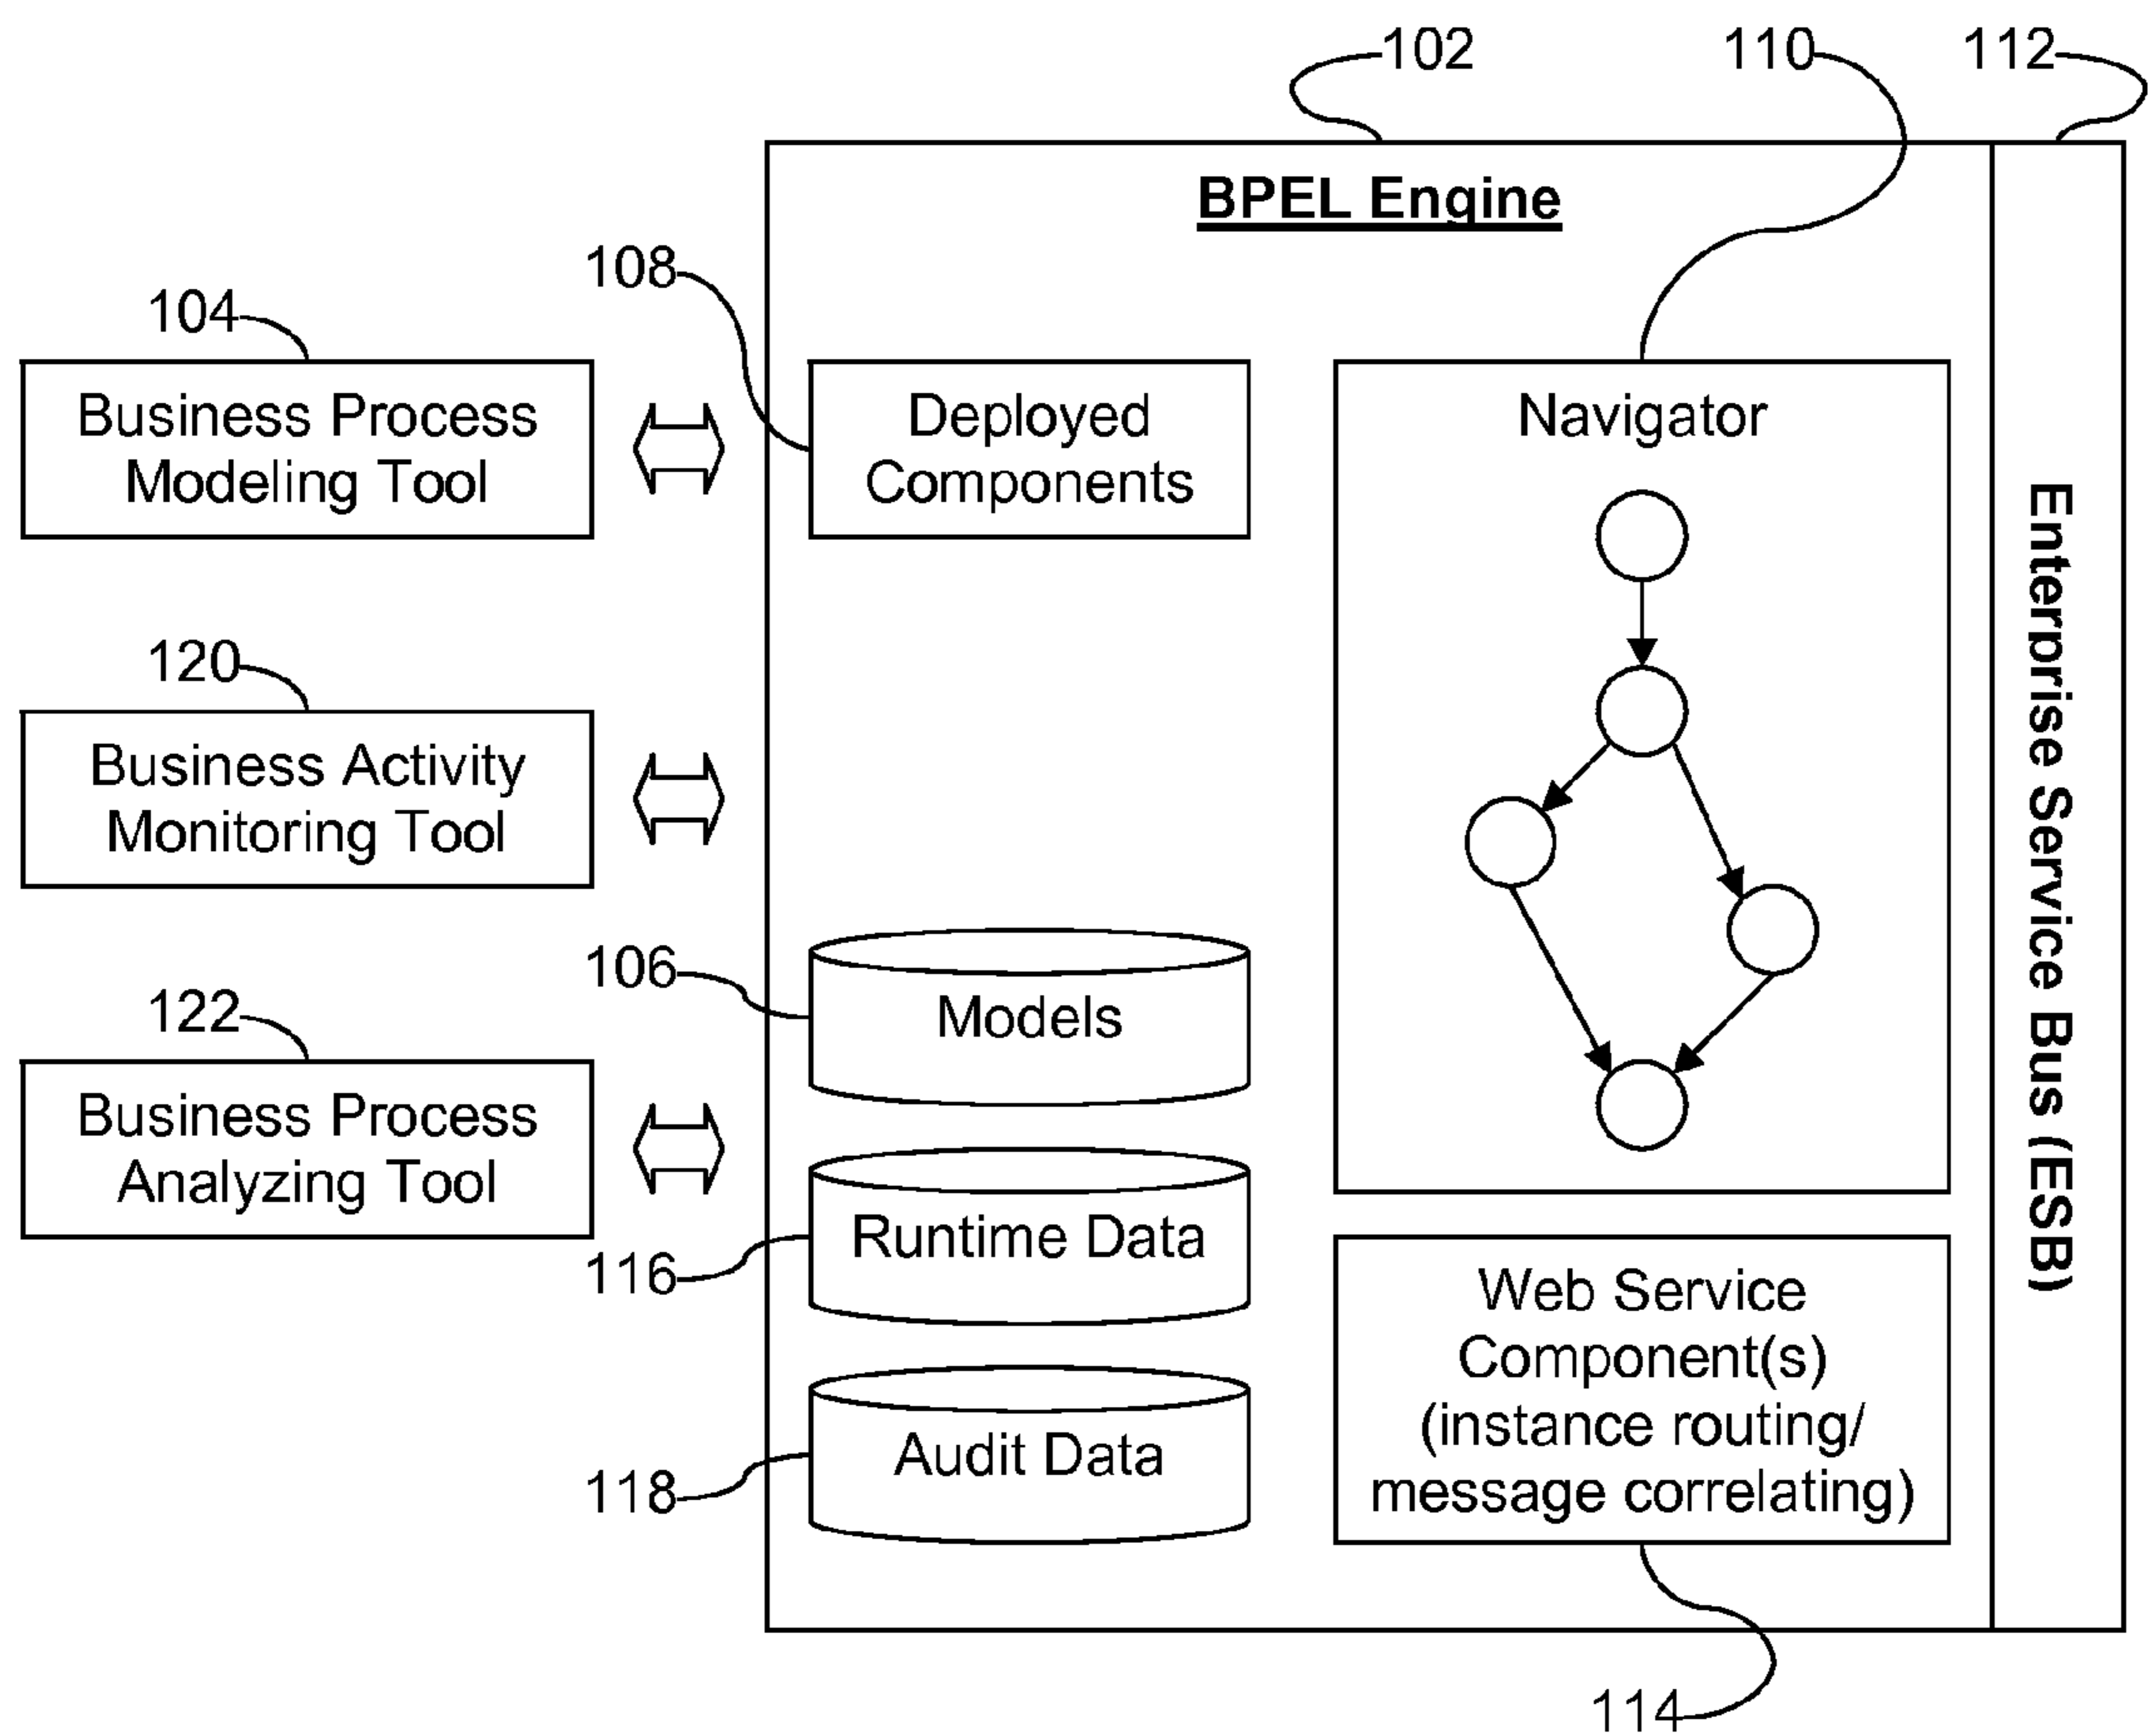 102
110
112
BPEL Engine
108
104
Business Process
Modeling Tool
Deployed
Components
Navigator
120
Business Activity
Monitoring Tool
106
Models
122
Business Process
Analyzing Tool
116
Runtime Data
118
Audit Data
Web Service
Component(s)
(instance routing/
message correlating)
114
Enterprise Service Bus (ESB)